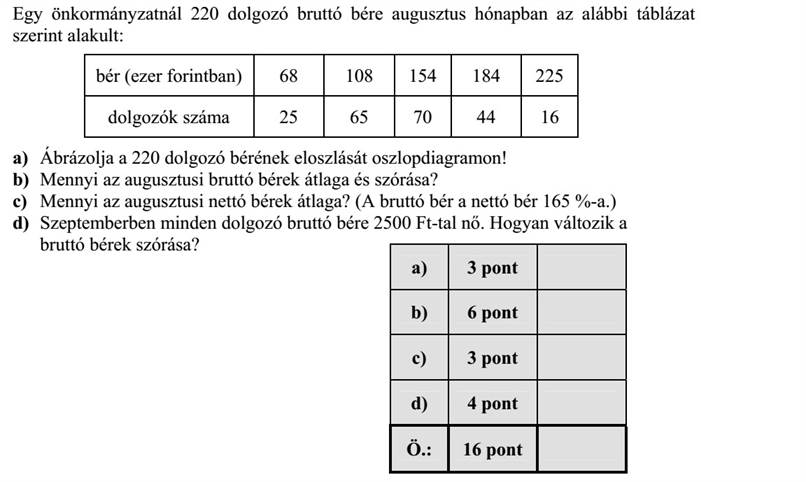 Egy önkormányzatnál 220 dolgozó bruttó bére augusztus hónapban az alábbi táblázat
szerint alakult:
bér (ezer forintban) 68 108 154 184 225
dolgozók száma 25 65 70 44 16
a) Ábrázolja a 220 dolgozó bérének eloszlását oszlopdiagramon!
b) Mennyi az augusztusi bruttó bérek átlaga és szórása?
c) Mennyi az augusztusi nettó bérek átlaga? (A bruttó bér a nettó bér 165 %-a.)
d) Szeptemberben minden dolgozó bruttó bére 2500 Ft-tal nő. Hogyan változik a
bruttó bérek szórása?
a) 3 pont
b) 6 pont
c) 3 pont
d) 4 pont
Ö.: 16 pont